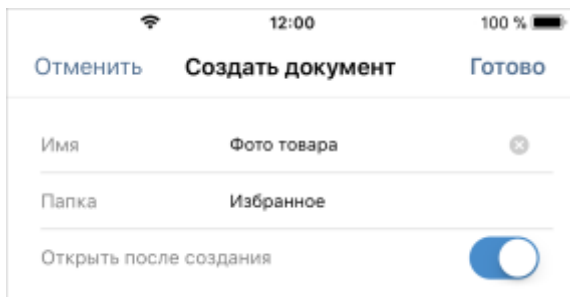 12:00 100 %
Отменить Создать документ Готово
Имя Фото товара
Папка Избранное
Открыть после создания